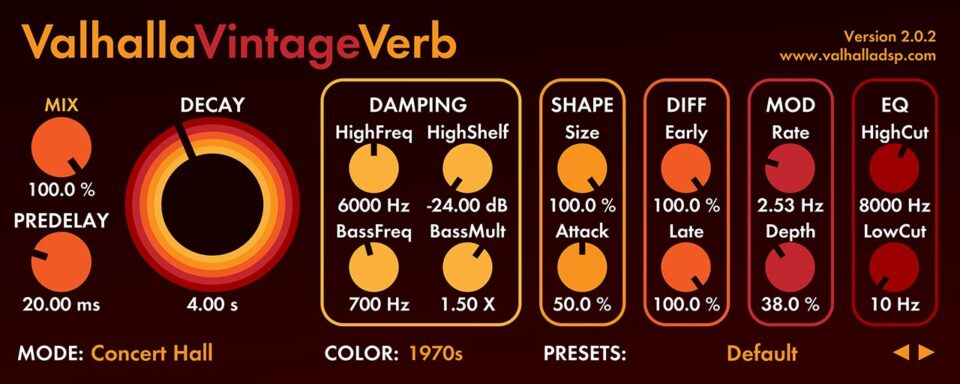 ValhallaVintageVerb
Version 2.0.2
www.valhalladsp.com
MIX
100.0 %
PREDELAY
20.00 ms
DECAY
4.00 s
DAMPING
HighFreq HighShelf
6000 Hz -24.00 dB
BassFreq BassMult
700 Hz 1.50 X
SHAPE
Size
100.0 %
Attack
50.0 %
DIFF
Early
100.0 %
Late
100.0 %
MOD
Rate
2.53 Hz
Depth
38.0 %
EQ
HighCut
8000 Hz
LowCut
10 Hz
MODE: Concert Hall
COLOR: 1970s
PRESETS: Default